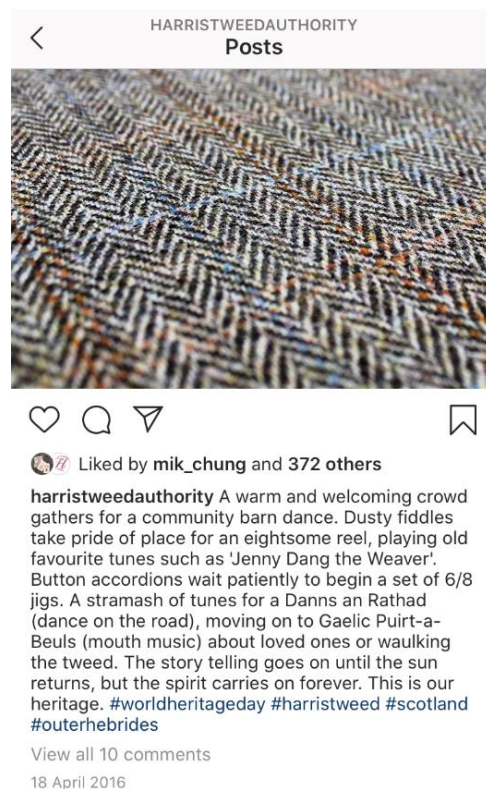 HARRISTWEEDAUTHORITY
Posts
Liked by mik_chung and 372 others
harristweedauthority A warm and welcoming crowd
gathers for a community barn dance. Dusty fiddles
take pride of place for an eightsome reel, playing old
favourite tunes such as 'Jenny Dang the Weaver'.
Button accordions wait patiently to begin a set of 6/8
jigs. A stramash of tunes for a Danns an Rathad
(dance on the road), moving on to Gaelic Puirt-a-
Beuls (mouth music) about loved ones or waulking
the tweed. The story telling goes on until the sun
returns, but the spirit carries on forever. This is our
heritage. #worldheritageday #harristweed #scotland
#outerhebrides
View all 10 comments
18 April 2016